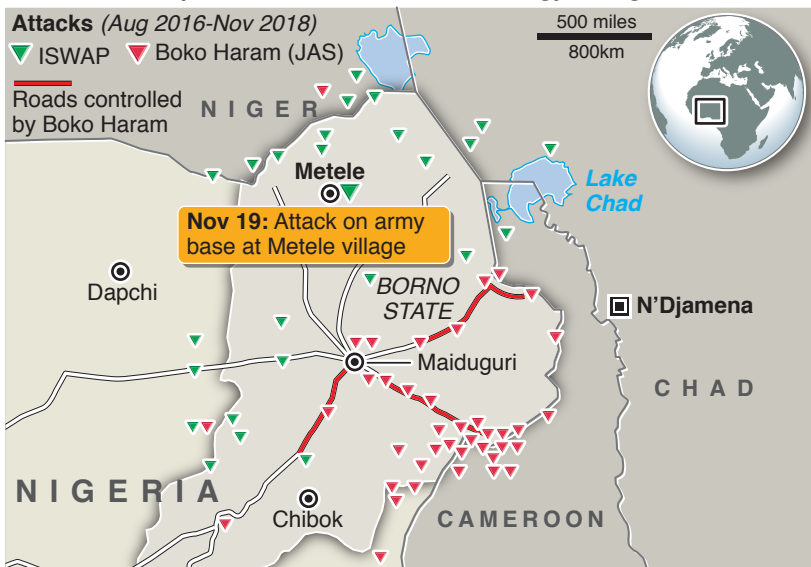 Attacks (Aug 2016-Nov 2018)
ISWAP Boko Haram (JAS)
Roads controlled
by Boko Haram
500 miles
800km
NIGER
Metele
Lake
Chad
Nov 19: Attack on army
base at Metele village
Dapchi
BORNO
STATE
N'Djamena
Maiduguri
CHAD
NIGERIA
Chibok
CAMEROON